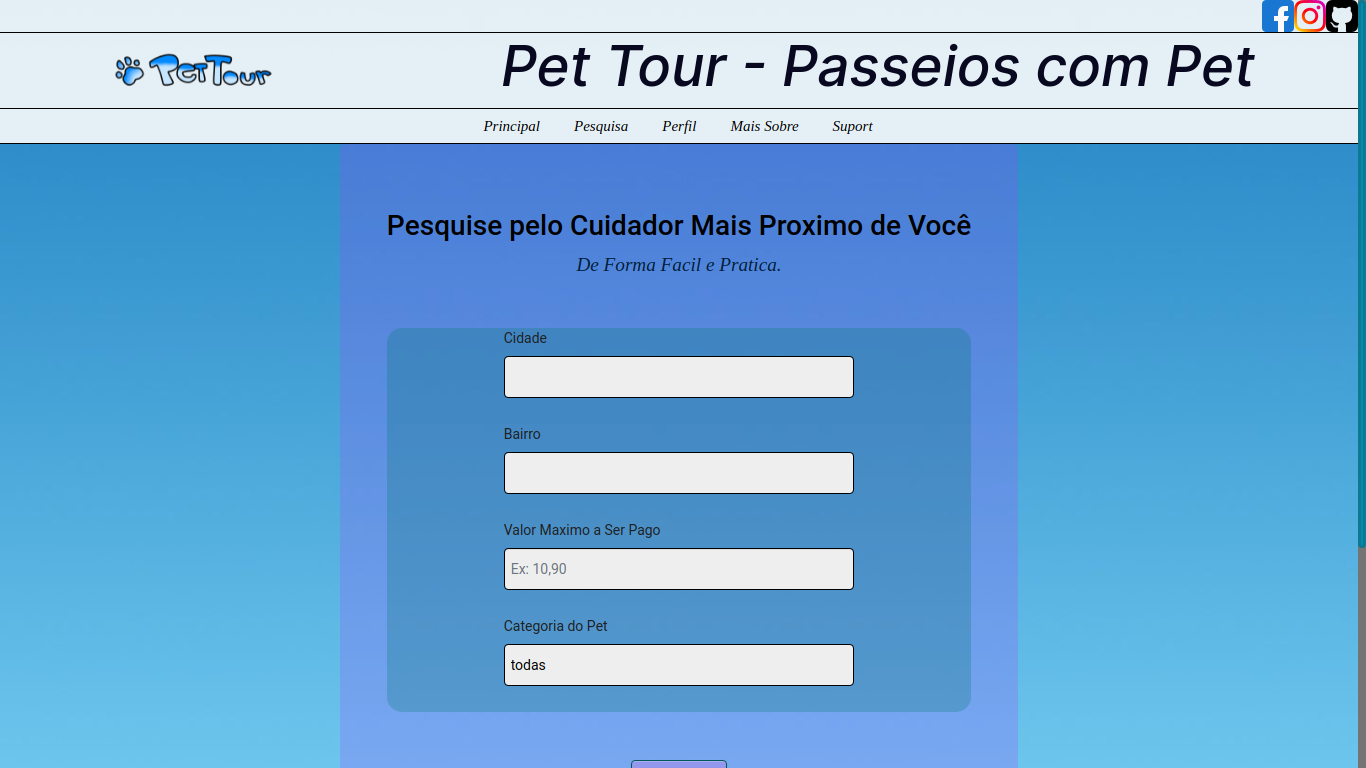 PetTour
Pet Tour - Passeios com Pet
Principal Pesquisa Perfil Mais Sobre Suport
Pesquise pelo Cuidador Mais Proximo de Você
De Forma Facil e Pratica.
Cidade
Bairro
Valor Maximo a Ser Pago
Ex: 10,90
Categoria do Pet
todas